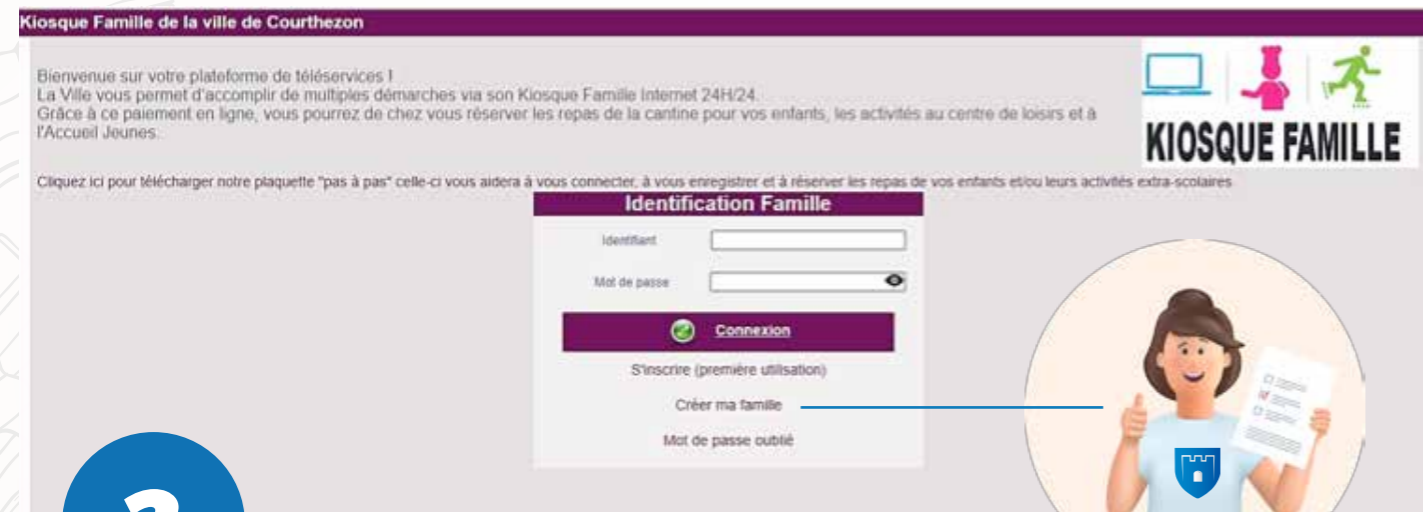 Kiosque Famille de la ville de Courthezon
Bienvenue sur votre plateforme de téléservices !
La Ville vous permet d'accomplir de multiples démarches via son Kiosque Famille Internet 24H/24.
Grâce à ce paiement en ligne, vous pourrez de chez vous réserver les repas de la cantine pour vos enfants, les activités au centre de loisirs et à
l'Accueil Jeunes.
KIOSQUE FAMILLE
Cliquez ici pour télécharger notre plaquette "pas à pas" celle-ci vous aidera à vous connecter, à vous enregistrer et à réserver les repas de vos enfants et/ou leurs activités extra-scolaires.
Identification Famille
Identifiant
Mot de passe
Connexion
S'inscrire (première utilisation)
Créer ma famille
Mot de passe oublié